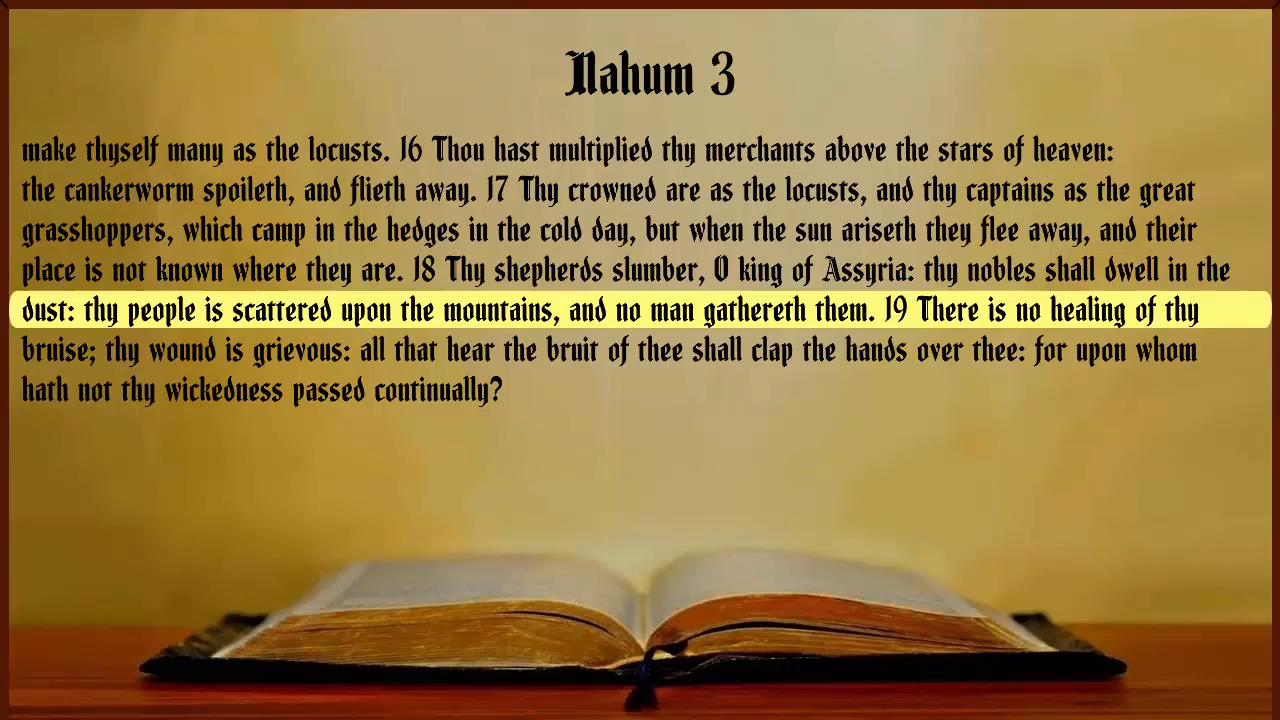 Nahum 3
make thyself many as the locusts. 16 Thou hast multiplied thy merchants above the stars of heaven:
the cankerworm spoileth, and flieth away. 17 Thy crowned are as the locusts, and thy captains as the great
grasshoppers, which camp in the hedges in the cold day, but when the sun ariseth they flee away, and their
place is not known where they are. 18 Thy shepherds slumber, O king of Assyria: thy nobles shall dwell in the
dust: thy people is scattered upon the mountains, and no man gathereth them. 19 There is no healing of thy
bruise; thy wound is grievous: all that hear the bruit of thee shall clap the hands over thee: for upon whom
hath not thy wickedness passed continually?